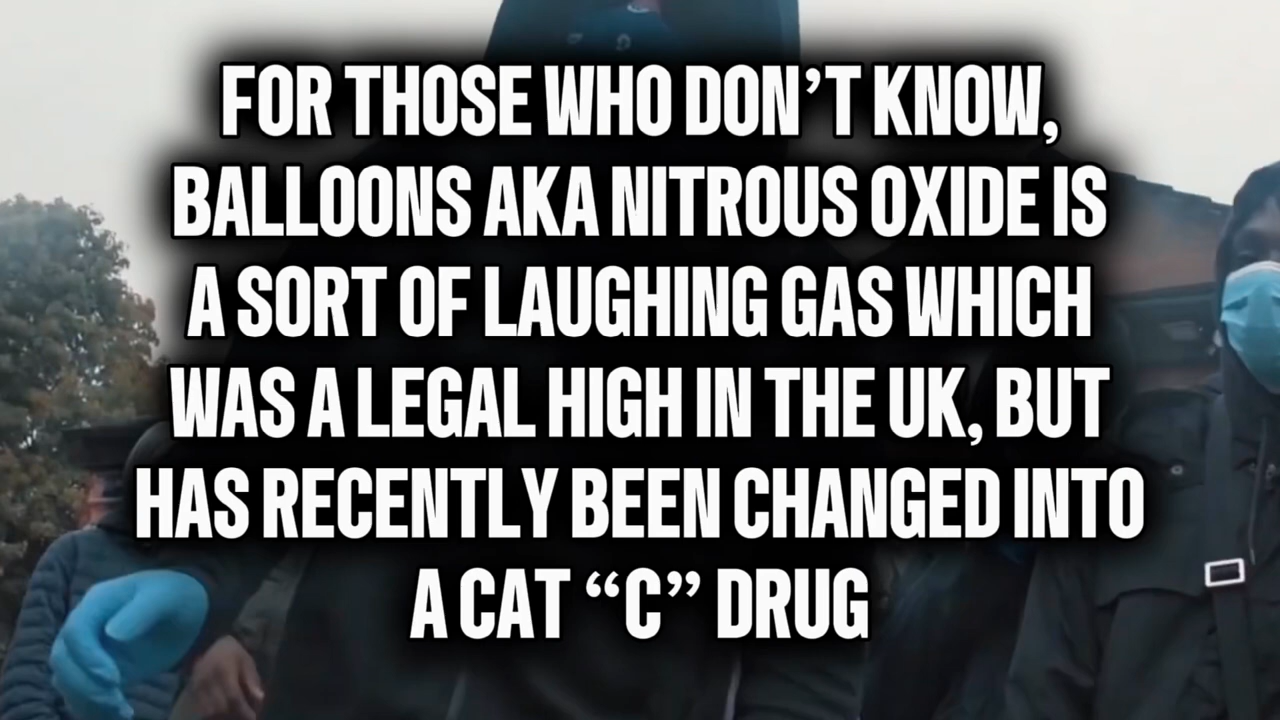 FOR THOSE WHO DON’T KNOW,
BALLOONS AKA NITROUS OXIDE IS
A SORT OF LAUGHING GAS WHICH
WAS A LEGAL HIGH IN THE UK, BUT
HAS RECENTLY BEEN CHANGED INTO
A CAT “C” DRUG